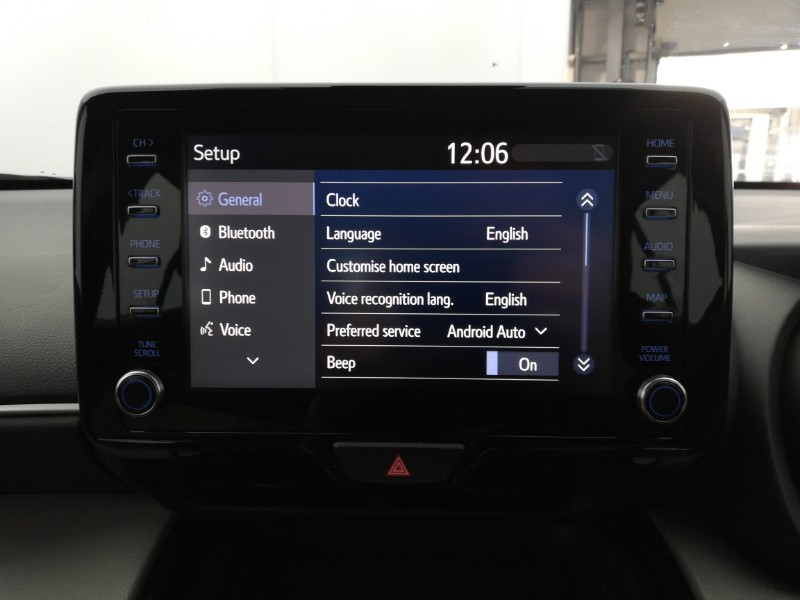 CH >
< TRACK
PHONE
SETUP
TUNE
SCROLL
Setup
12:06
General
Bluetooth
Audio
Phone
Voice
Clock
Language English
Customise home screen
Voice recognition lang. English
Preferred service Android Auto
Beep On
HOME
MENU
AUDIO
MAP
POWER
VOLUME